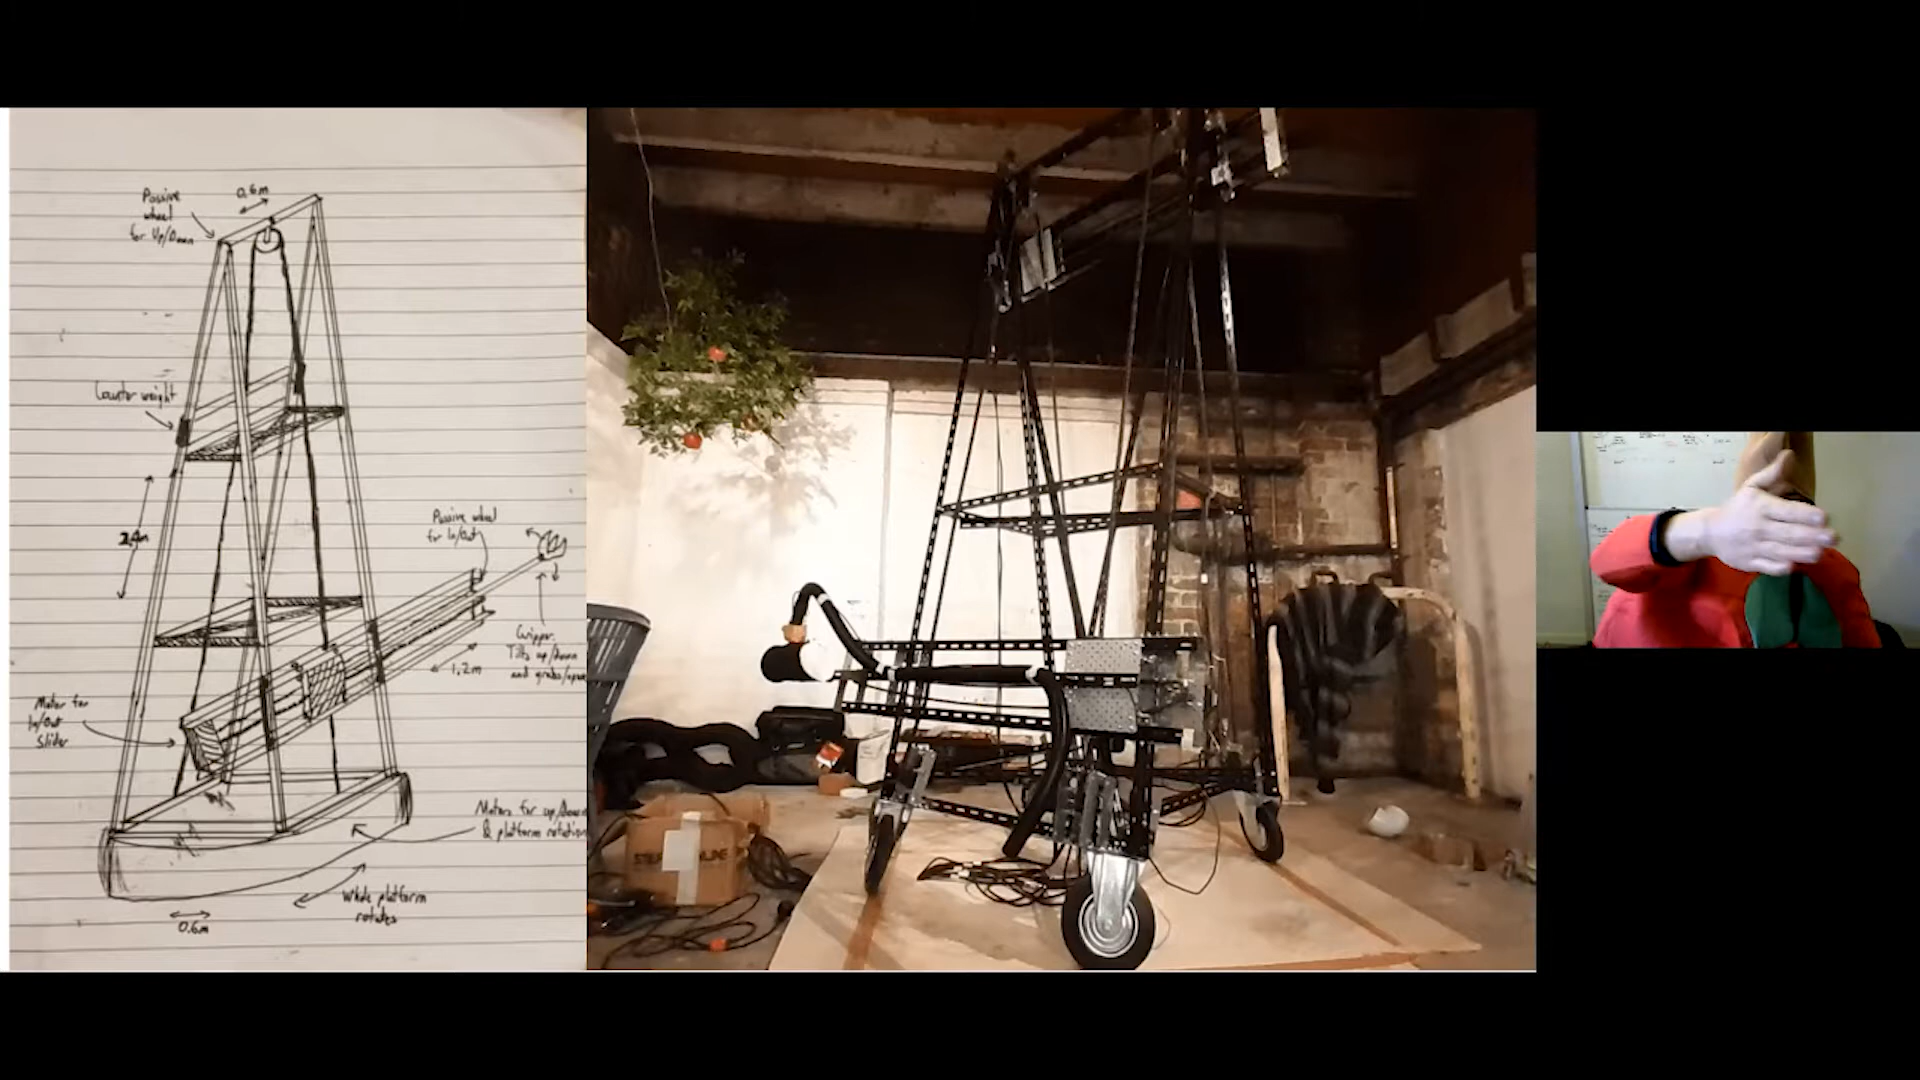 Passive
wheel
for Up/Down
0.6m
Counter weight
Passive wheel
for In/Out
1.2m
Gripper.
Tilts up/down
and grabs/open
Motor for
In/Out
Slider
Motors for up/Down
& platform rotation
Whole platform
rotates
0.6m